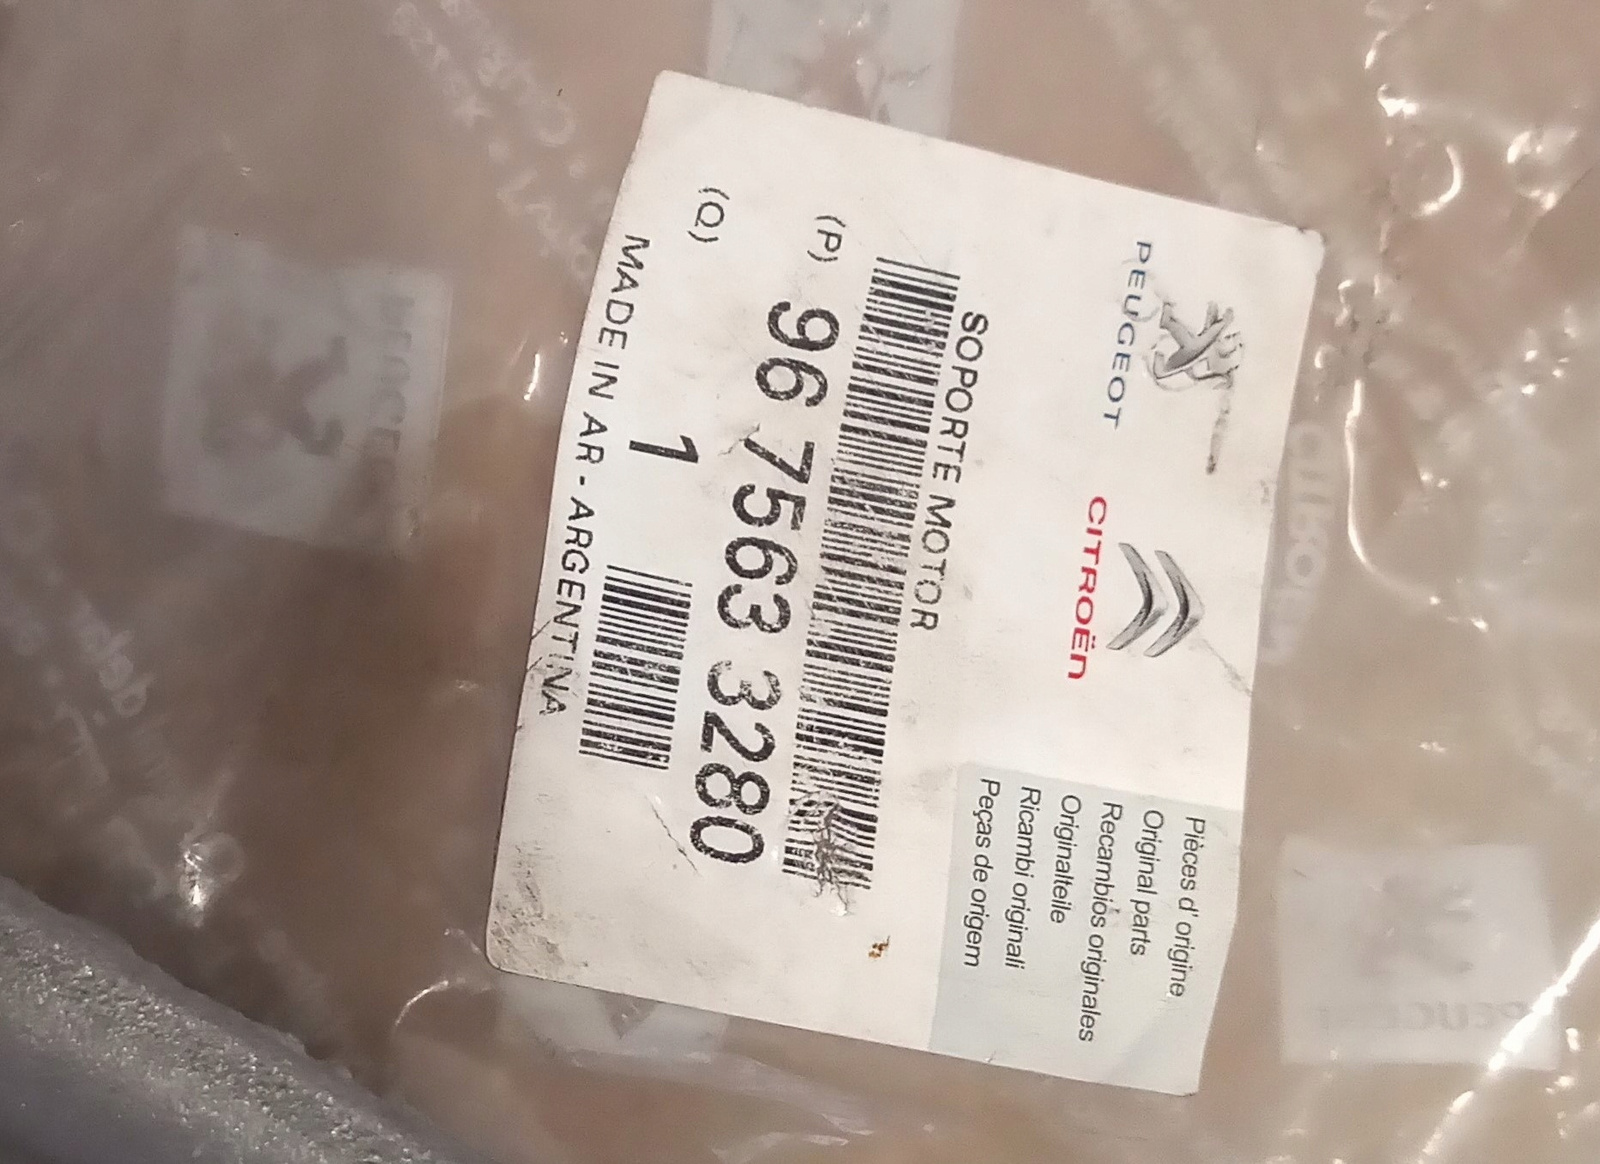 PEUGEOT
CITROËN
Pièces d' origine
Original parts
Recambios originales
Originalteile
Ricambi originali
Peças de origem
SOPORTE MOTOR
(P) 96 7563 3280
(Q) 1
MADE IN AR - ARGENTINA